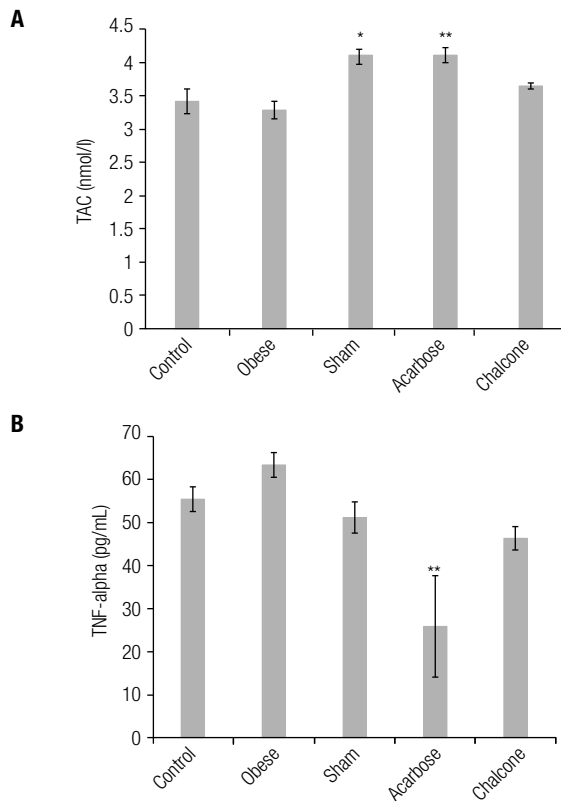 A
4.5
4
3.5
3
2.5
2
1.5
1
0.5
0
TAC (nmol/l)
*
**
Control
Obese
Sham
Acarbose
Chalcone
B
70
60
50
40
30
20
10
0
TNF-alpha (pg/mL)
**
Control
Obese
Sham
Acarbose
Chalcone